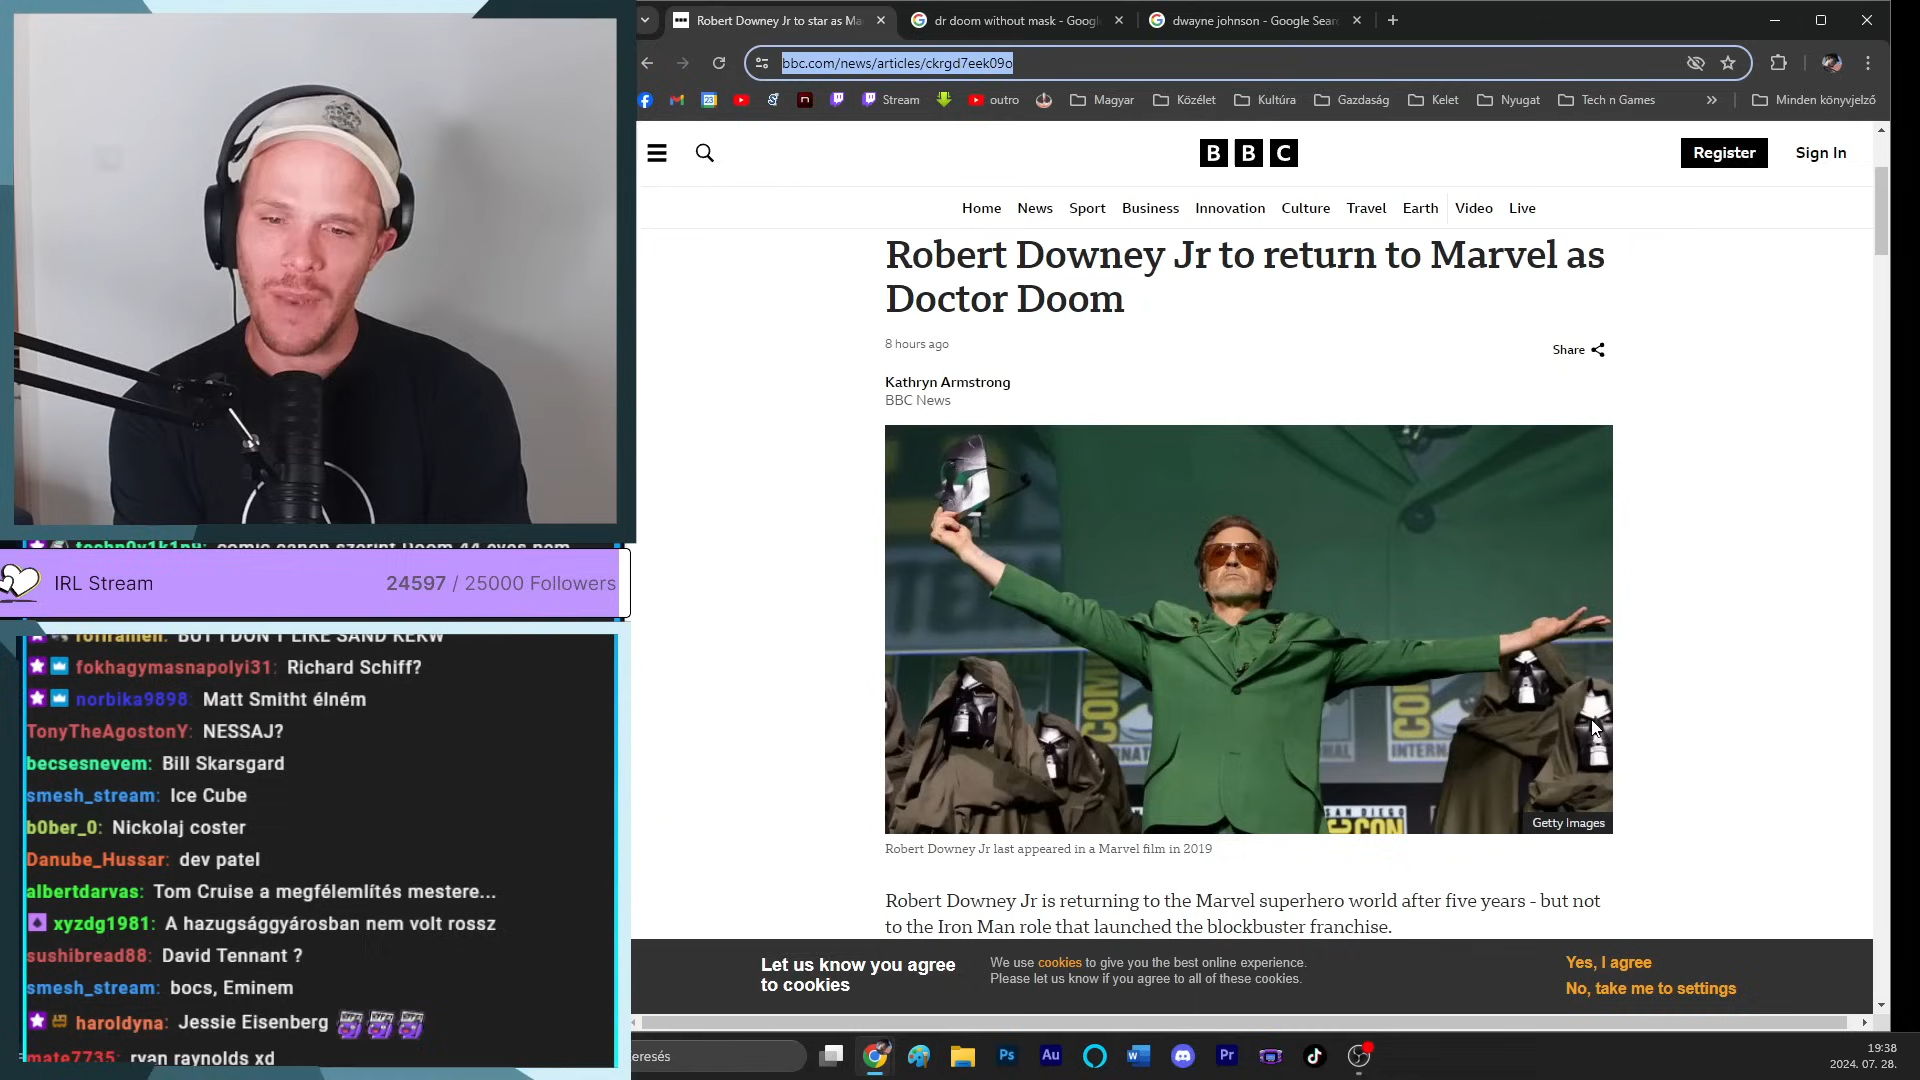 Robert Downey Jr to star as Ma
dr doom without mask - Googl
dwayne johnson - Google Sear
bbc.com/news/articles/ckrgd7eek09o
Stream
outro
Magyar
Közélet
Kultúra
Gazdaság
Kelet
Nyugat
Tech n Games
Minden könyvjelző
BBC
Register
Sign In
Home News Sport Business Innovation Culture Travel Earth Video Live
Robert Downey Jr to return to Marvel as
Doctor Doom
8 hours ago
Share
Kathryn Armstrong
BBC News
Getty Images
Robert Downey Jr last appeared in a Marvel film in 2019
Robert Downey Jr is returning to the Marvel superhero world after five years - but not
to the Iron Man role that launched the blockbuster franchise.
Let us know you agree
to cookies
We use cookies to give you the best online experience.
Please let us know if you agree to all of these cookies.
Yes, I agree
No, take me to settings
IRL Stream 24597 / 25000 Followers
BUT I DON'T LIKE SAND KEKW
fokhagymasnapolyi31: Richard Schiff?
norbika9898: Matt Smitht élném
TonyTheAgostonY: NESSAJ?
becsesnevem: Bill Skarsgard
smesh_stream: Ice Cube
b0ber_0: Nickolaj coster
Danube_Hussar: dev patel
albertdarvas: Tom Cruise a megfélemlítés mestere...
xyzdg1981: A hazugsággyárosban nem volt rossz
sushibread88: David Tennant ?
smesh_stream: bocs, Eminem
haroldyna: Jessie Eisenberg
mate7735: ryan raynolds xd
eresés
19:38
2024. 07. 28.